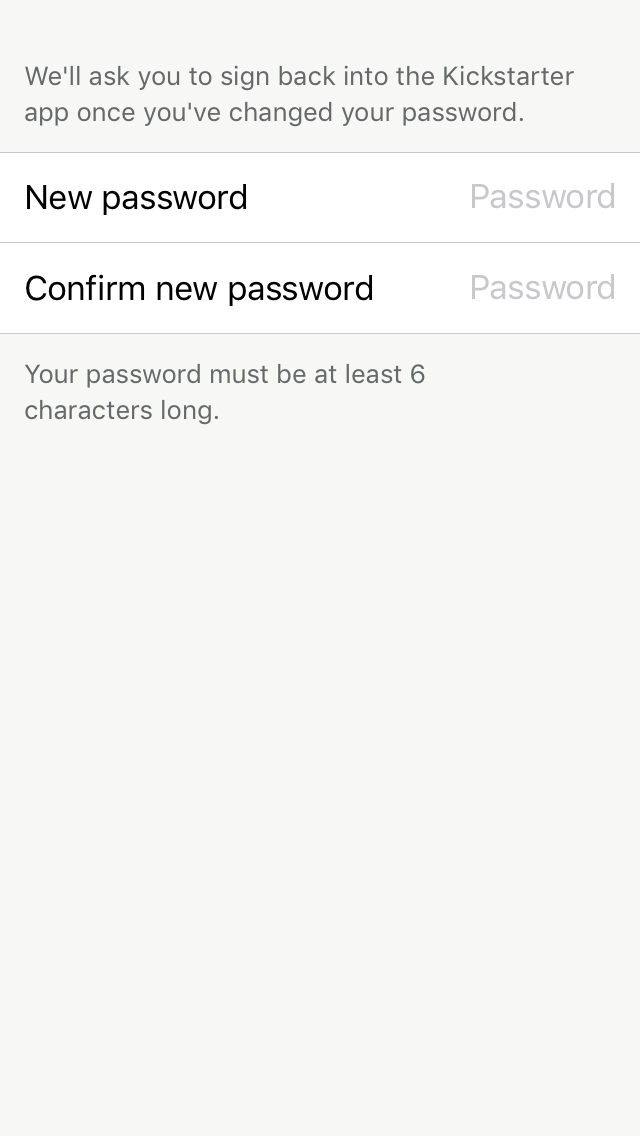 We'll ask you to sign back into the Kickstarter
app once you've changed your password.
New password Password
Confirm new password Password
Your password must be at least 6
characters long.